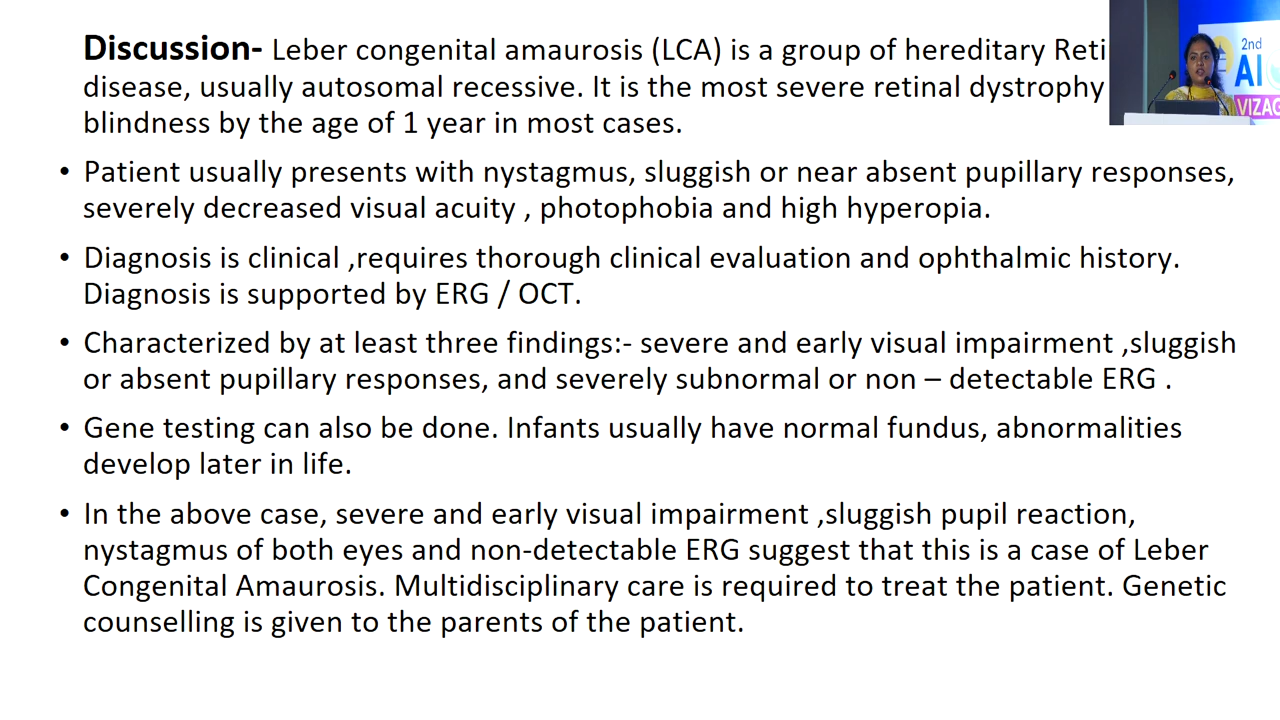 Discussion- Leber congenital amaurosis (LCA) is a group of hereditary
disease, usually autosomal recessive. It is the most severe retinal dystrophy
blindness by the age of 1 year in most cases.
• Patient usually presents with nystagmus, sluggish or near absent pupillary responses,
severely decreased visual acuity , photophobia and high hyperopia.
• Diagnosis is clinical ,requires thorough clinical evaluation and ophthalmic history.
Diagnosis is supported by ERG / OCT.
• Characterized by at least three findings:- severe and early visual impairment ,sluggish
or absent pupillary responses, and severely subnormal or non – detectable ERG .
• Gene testing can also be done. Infants usually have normal fundus, abnormalities
develop later in life.
• In the above case, severe and early visual impairment ,sluggish pupil reaction,
nystagmus of both eyes and non-detectable ERG suggest that this is a case of Leber
Congenital Amaurosis. Multidisciplinary care is required to treat the patient. Genetic
counselling is given to the parents of the patient.
2nd